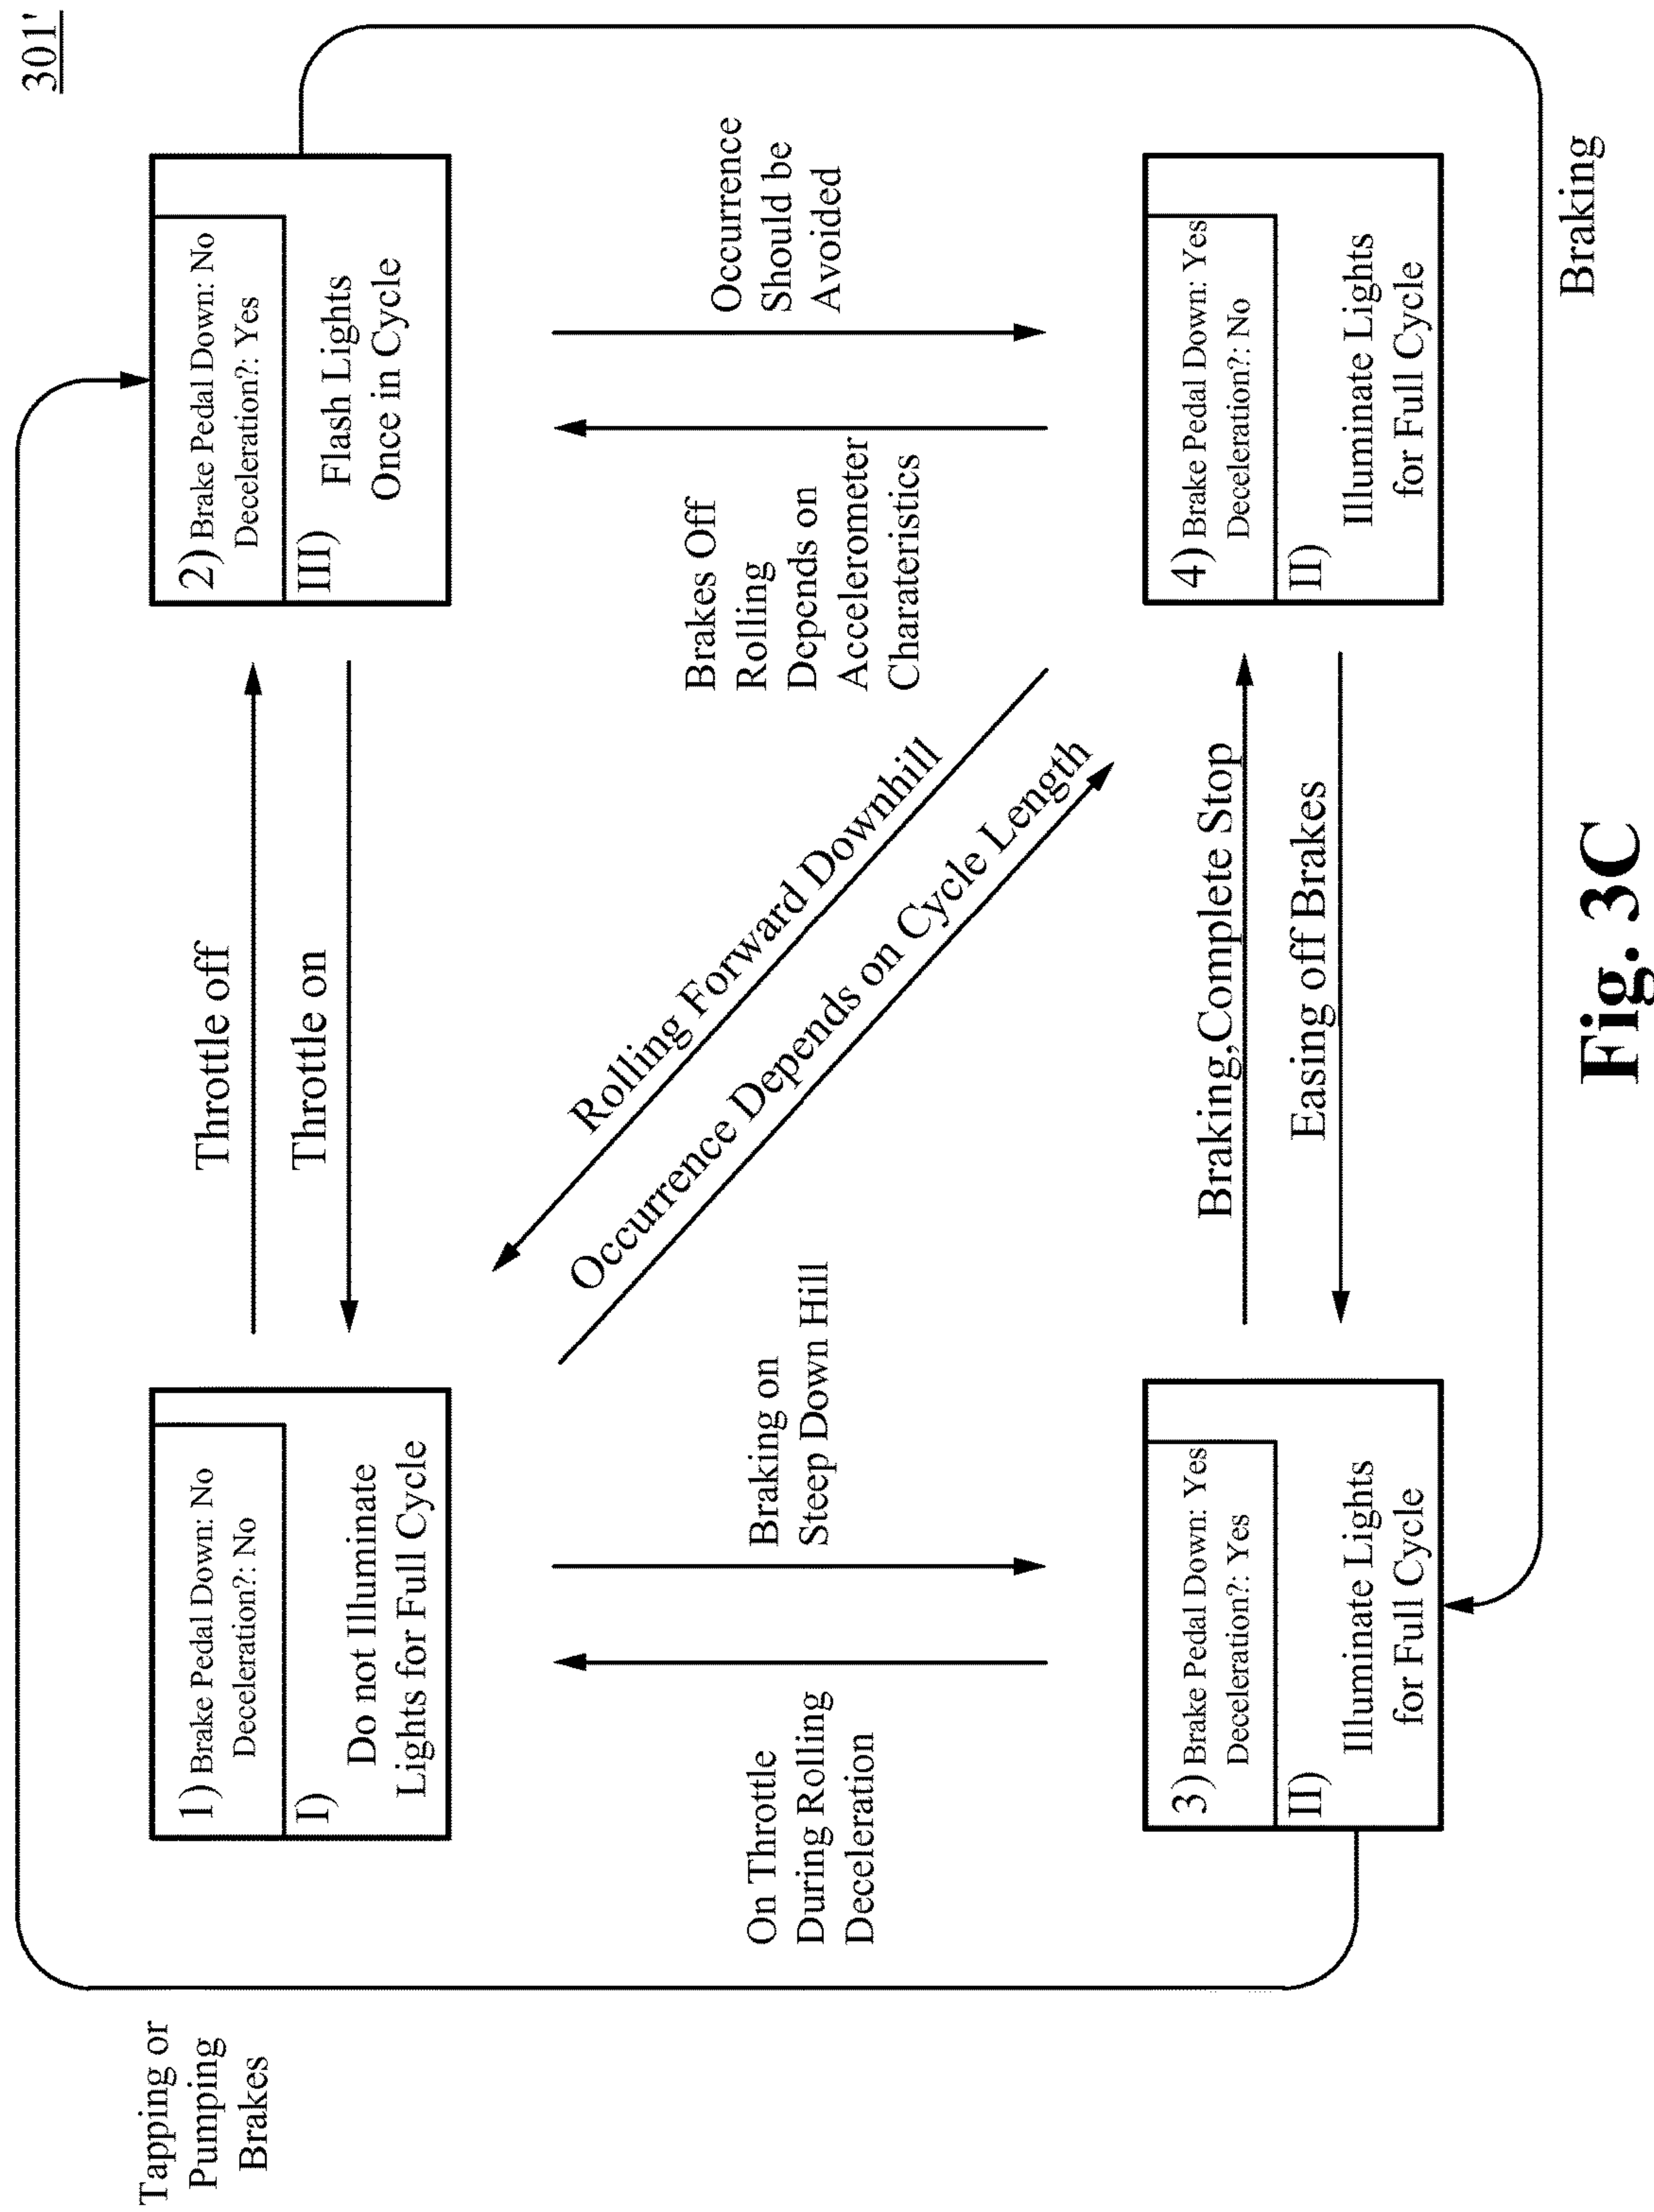 301'
Tapping or
Pumping
Brakes
1) Brake Pedal Down: No
Deceleration?: No
I)
Do not Illuminate
Lights for Full Cycle
Throttle off
Throttle on
2) Brake Pedal Down: No
Deceleration?: Yes
III)
Flash Lights
Once in Cycle
On Throttle
During Rolling
Deceleration
Braking on
Steep Down Hill
Rolling Forward Downhill
Occurrence Depends on Cycle Length
Brakes Off
Rolling
Depends on
Accelerometer
Charateristics
Occurrence
Should be
Avoided
3) Brake Pedal Down: Yes
Deceleration?: Yes
II)
Illuminate Lights
for Full Cycle
Braking,Complete Stop
Easing off Brakes
4) Brake Pedal Down: Yes
Deceleration?: No
II)
Illuminate Lights
for Full Cycle
Braking
Fig. 3C